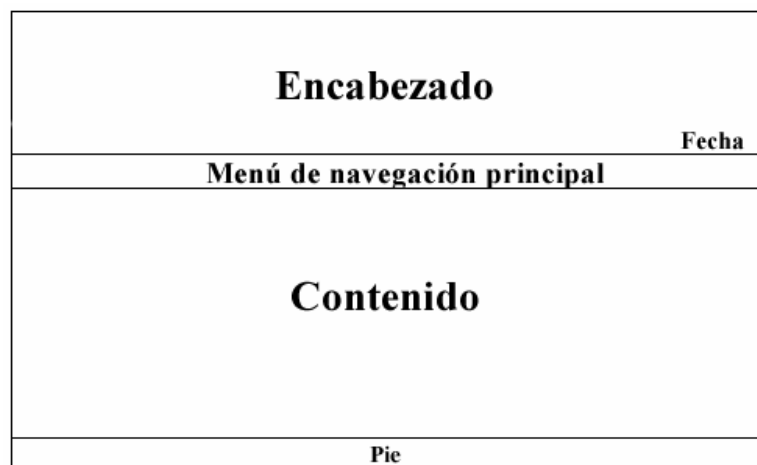 Encabezado
Fecha
Menú de navegación principal
Contenido
Pie